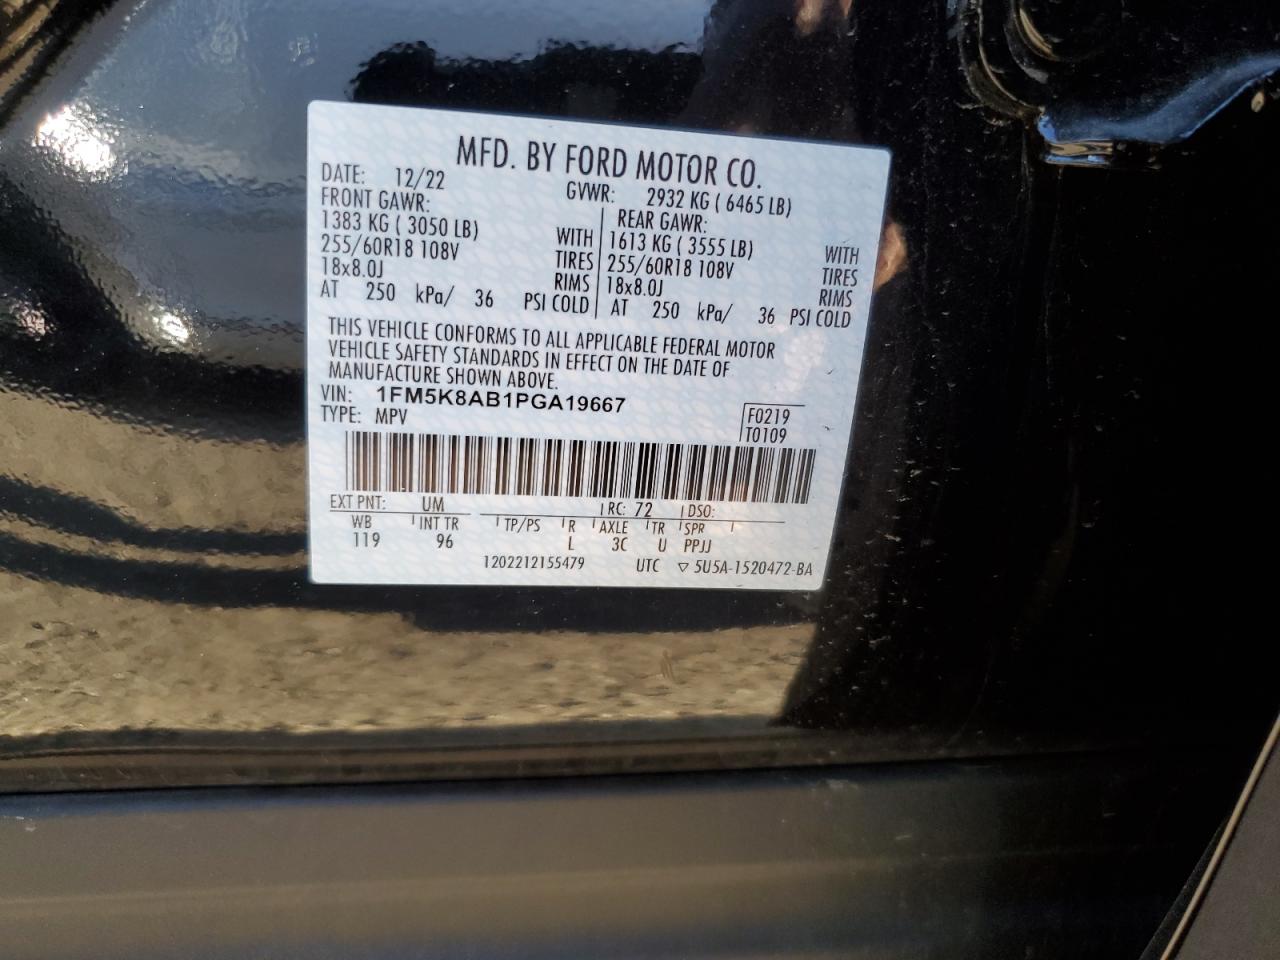 MFD. BY FORD MOTOR CO.
DATE: 12/22 GVWR: 2932 KG ( 6465 LB)
FRONT GAWR: REAR GAWR:
1383 KG ( 3050 LB) WITH 1613 KG ( 3555 LB) WITH
255/60R18 108V TIRES 255/60R18 108V TIRES
18x8.0J RIMS 18x8.0J RIMS
AT 250 kPa/ 36 PSI COLD AT 250 kPa/ 36 PSI COLD
THIS VEHICLE CONFORMS TO ALL APPLICABLE FEDERAL MOTOR
VEHICLE SAFETY STANDARDS IN EFFECT ON THE DATE OF
MANUFACTURE SHOWN ABOVE.
VIN: 1FM5K8AB1PGA19667 F0219
TYPE: MPV T0109
EXT PNT: UM RC: 72 DSO:
WB INT TR TP/PS R AXLE TR SPR
119 96 L 3C U PPJJ
1202212155479 UTC ▽ 5U5A-1520472-BA